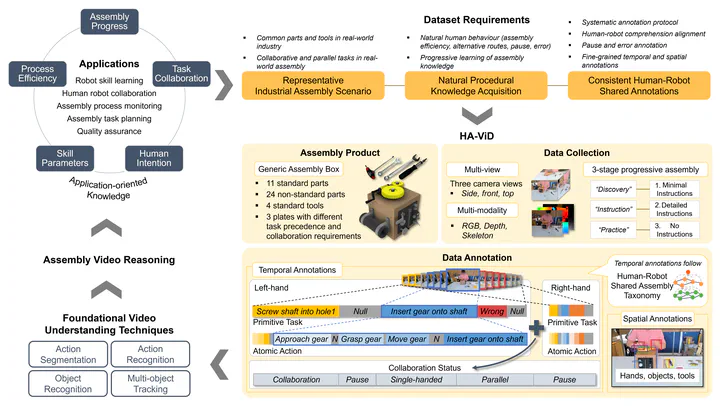 Assembly
Progress
Process
Efficiency
Task
Collaboration
Applications
Robot skill learning
Human robot collaboration
Assembly process monitoring
Assembly task planning
Quality assurance
Skill
Parameters
Human
Intention
Application-oriented
Knowledge
Assembly Video Reasoning
Foundational Video
Understanding Techniques
Action
Segmentation
Action
Recognition
Object
Recognition
Multi-object
Tracking
Dataset Requirements
• Common parts and tools in real-world
industry
• Collaborative and parallel tasks in real-
world assembly
• Natural human behaviour (assembly
efficiency, alternative routes, pause, error)
• Progressive learning of assembly
knowledge
• Systematic annotation protocol
• Human-robot comprehension alignment
• Pause and error annotation
• Fine-grained temporal and spatial
annotations
Representative
Industrial Assembly Scenario
Natural Procedural
Knowledge Acquisition
Consistent Human-Robot
Shared Annotations
HA-ViD
Assembly Product
Generic Assembly Box
• 11 standard parts
• 24 non-standard parts
• 4 standard tools
• 3 plates with different
task precedence and
collaboration requirements
Data Collection
Multi-view
Three camera views
• Side, front, top
Multi-modality
• RGB, Depth,
Skeleton
3-stage progressive assembly
"Discovery"
1. Minimal
Instructions
"Instruction"
2. Detailed
Instructions
"Practice"
3. No
Instructions
Data Annotation
Temporal Annotations
Left-hand
Right-hand
Screw shaft into hole1
Null
Insert gear onto shaft
Wrong
Null
Primitive Task
Primitive Task
Approach gear
N
Grasp gear
Move gear
N
Insert gear onto shaft
Atomic Action
Atomic Action
Collaboration Status
Collaboration
Pause
Single-handed
Parallel
Pause
Temporal annotations follow
Human-Robot
Shared Assembly
Taxonomy
Spatial Annotations
Hands, objects, tools